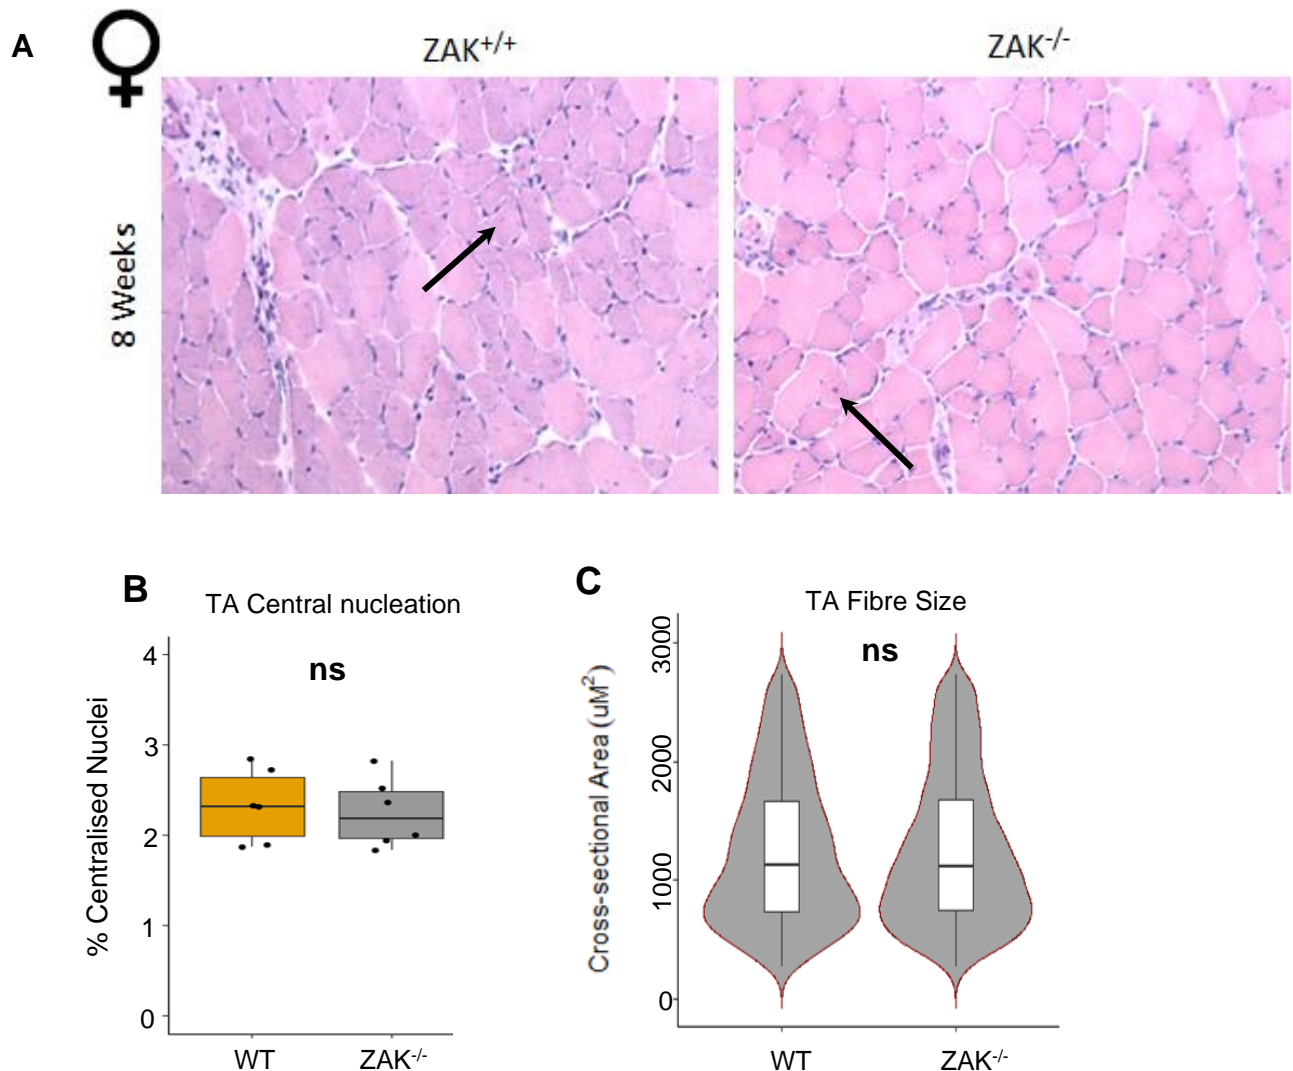 A
♀
ZAK+/+
ZAK-/-
8 Weeks
B
TA Central nucleation
ns
% Centralised Nuclei
4
3
2
1
0
WT
ZAK-/-
C
TA Fibre Size
ns
Cross-sectional Area (uM2)
3000
2000
1000
0
WT
ZAK-/-